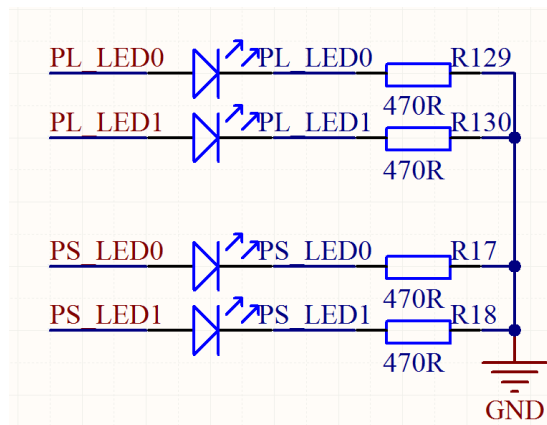 PL_LED0 PL_LED0 R129
470R
PL_LED1 PL_LED1 R130
470R
PS_LED0 PS_LED0 R17
470R
PS_LED1 PS_LED1 R18
470R
GND